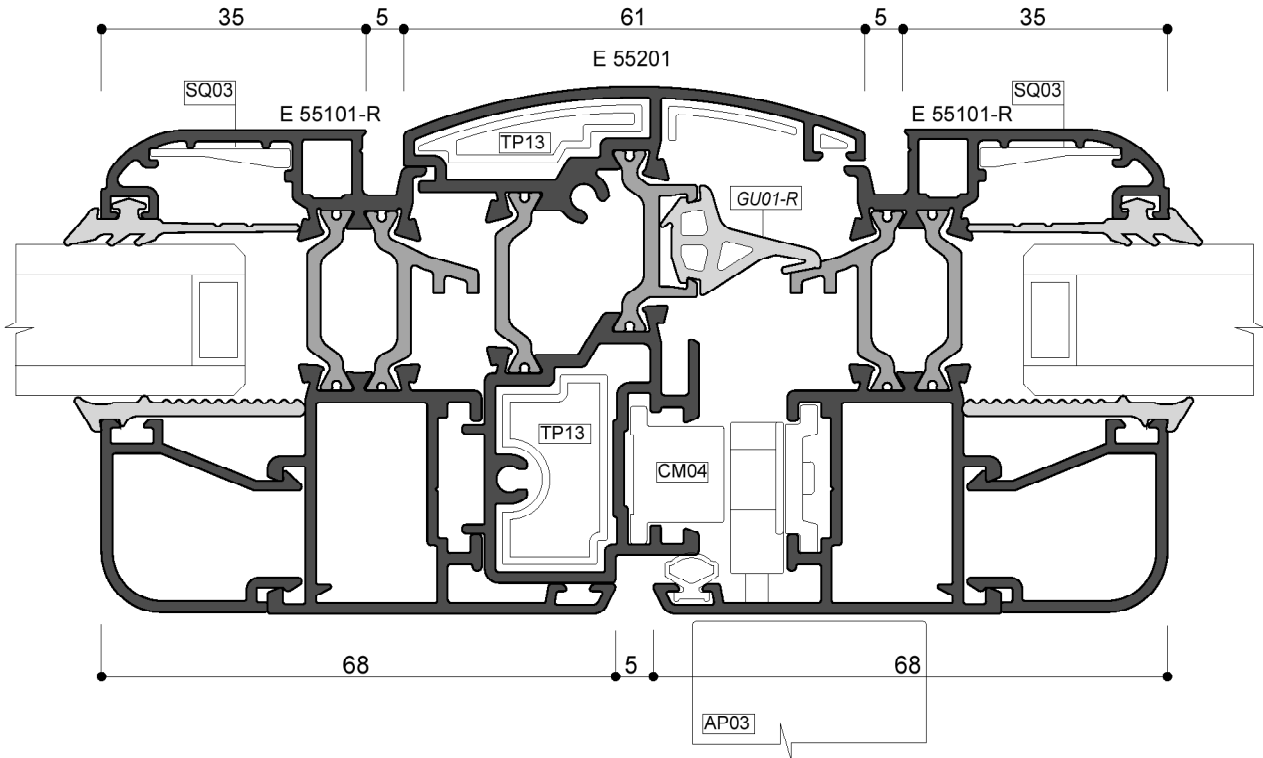 35 5 61 5 35
E 55201
SQ03 SQ03
E 55101-R E 55101-R
TP13
GU01-R
TP13
CM04
68 5 68
AP03